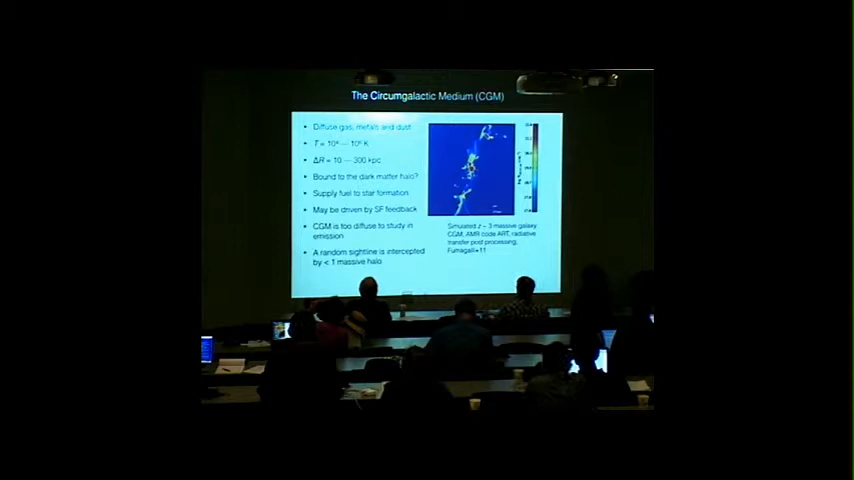 The Circumgalactic Medium (CGM)
• Diffuse gas, metals and dust
• T = 10⁴ — 10⁶ K
• ΔR = 10 — 300 kpc
• Bound to the dark matter halo?
• Supply fuel to star formation
• May be driven by SF feedback
• CGM is too diffuse to study in
emission
• A random sightline is intercepted
by < 1 massive halo
Simulated z ~ 3 massive galaxy
CGM, AMR code ART, radiative
transfer post processing,
Fumagalli+11